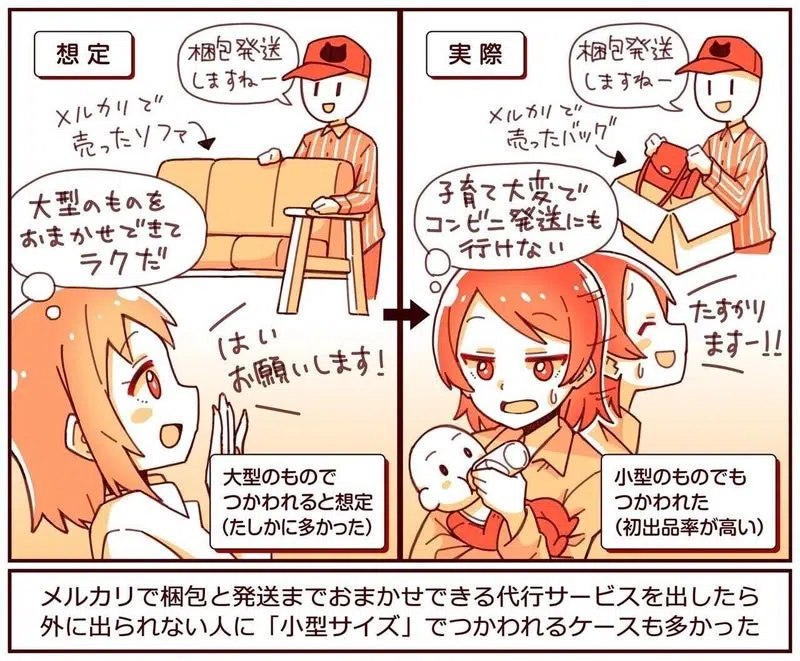 想定
梱包発送
しますねー
メルカリで
売ったソファ
大型のものを
おまかせできて
ラクだ
はい
お願いします!
大型のもので
つかわれると想定
(たしかに多かった)
実際
梱包発送
しますねー
メルカリで
売ったバッグ
子育て大変で
コンビニ発送にも
行けない
たすかり
ますー!!
小型のものでも
つかわれた
(初出品率が高い)
メルカリで梱包と発送までおまかせできる代行サービスを出したら
外に出られない人に「小型サイズ」でつかわれるケースも多かった